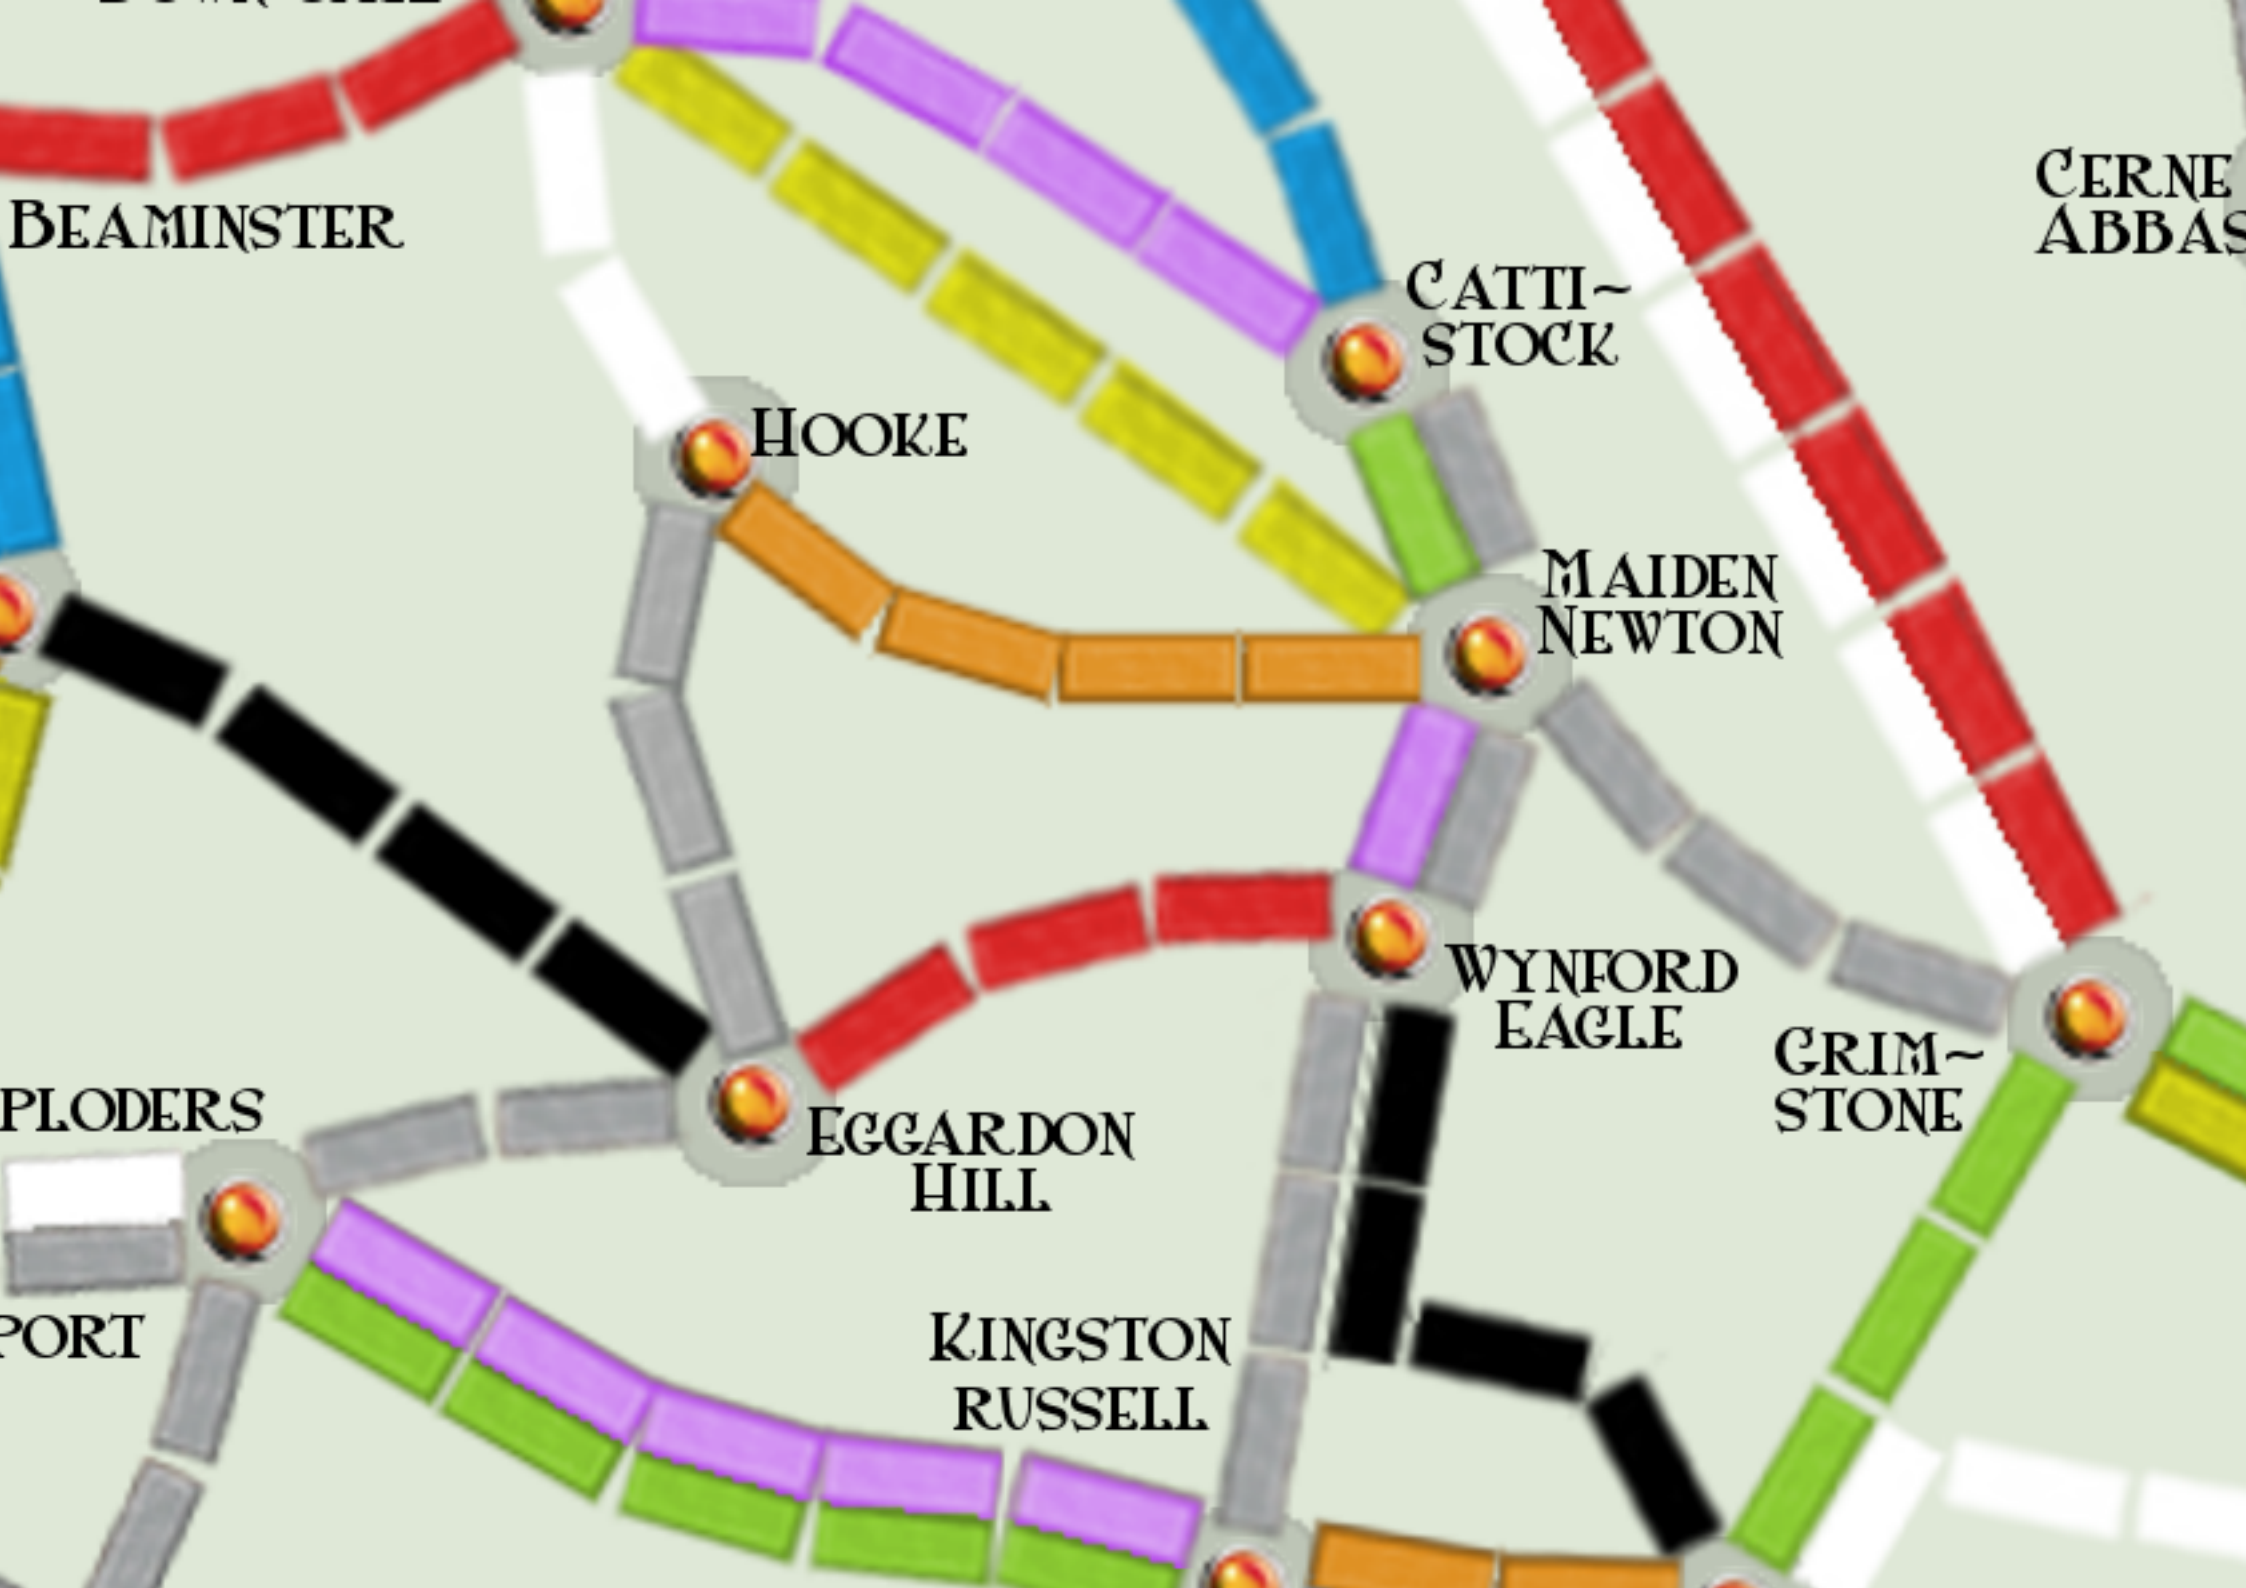 BEAMINSTER
CERNE
ABBAS
CATTI~
STOCK
HOOKE
MAIDEN
NEWTON
WYNFORD
EAGLE
GRIM~
STONE
PLODERS
EGGARDON
HILL
PORT
KINGSTON
RUSSELL